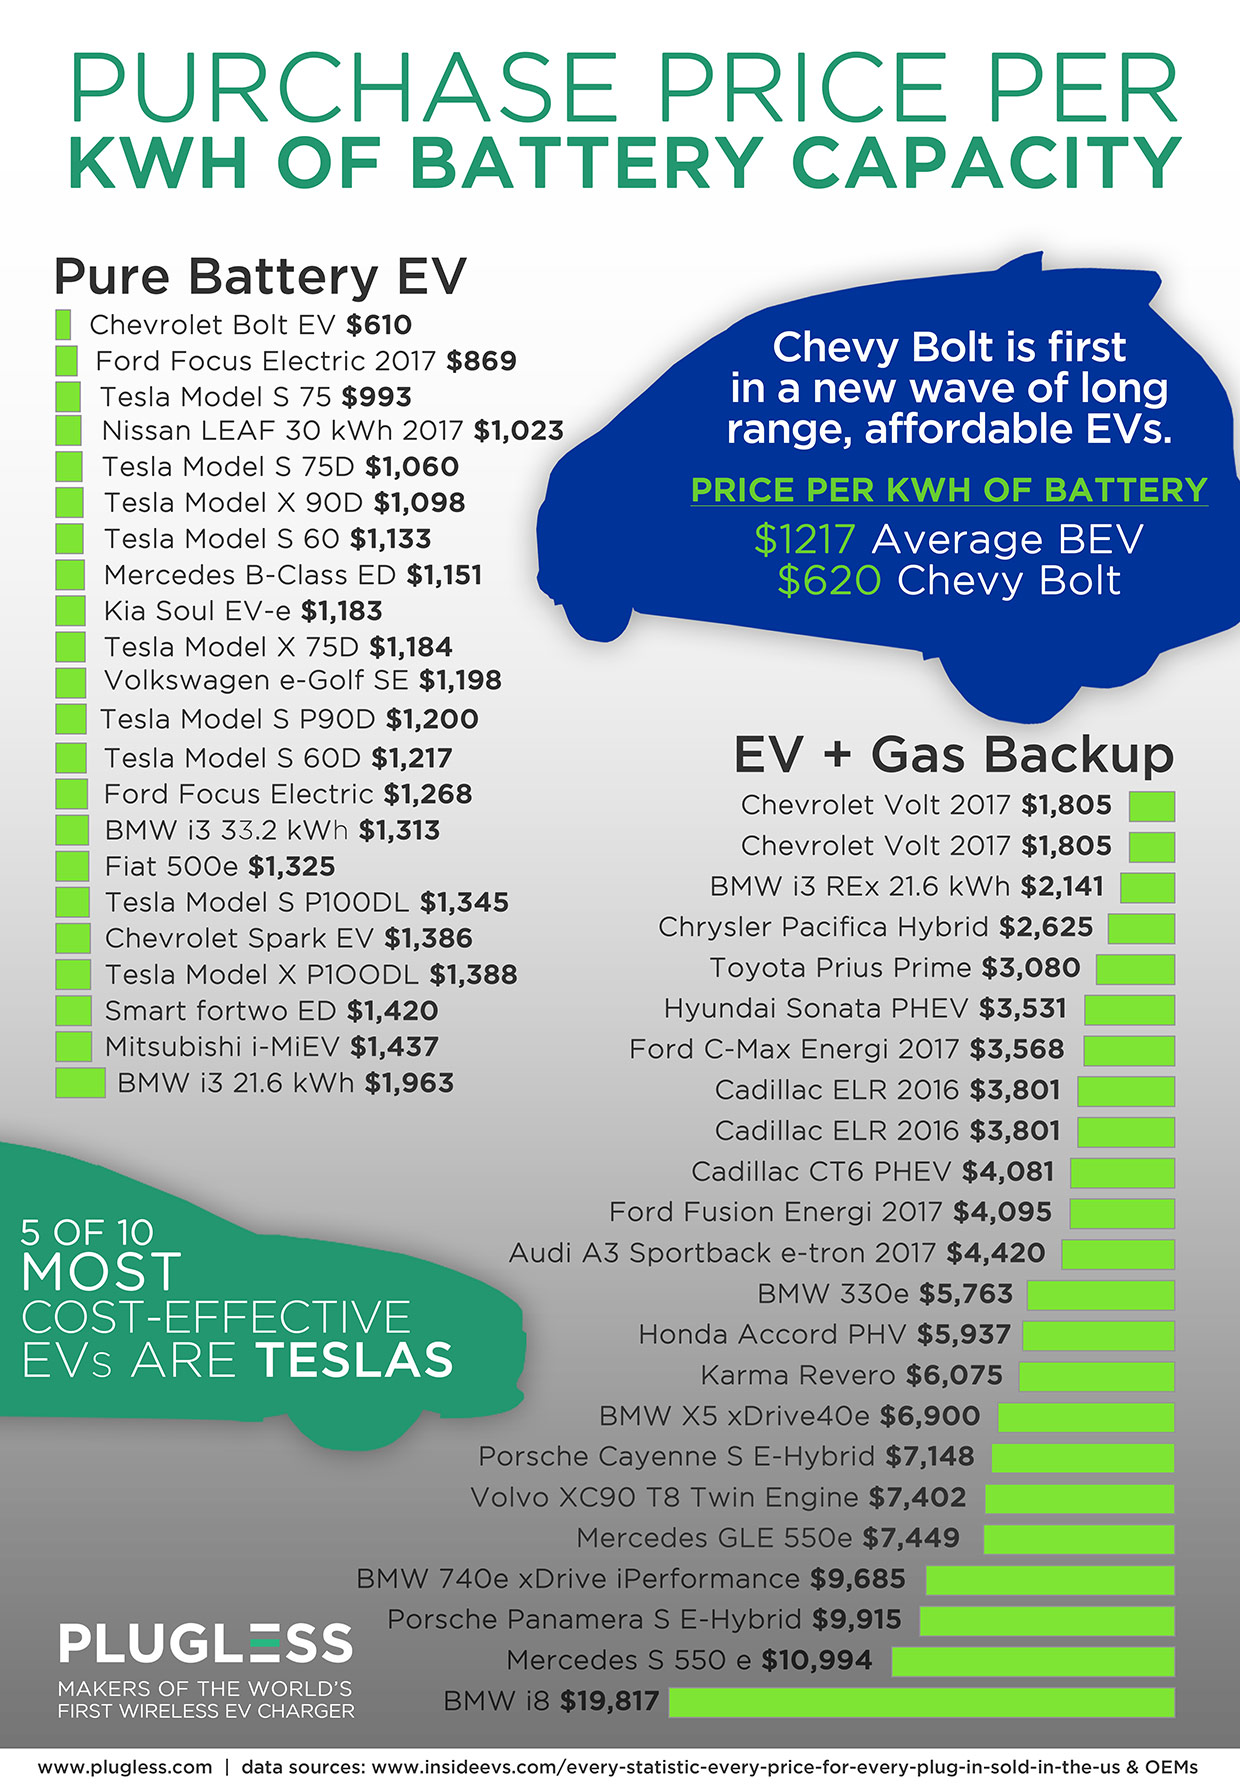 PURCHASE PRICE PER
KWH OF BATTERY CAPACITY
Pure Battery EV
Chevrolet Bolt EV $610
Ford Focus Electric 2017 $869
Tesla Model S 75 $993
Nissan LEAF 30 kWh 2017 $1,023
Tesla Model S 75D $1,060
Tesla Model X 90D $1,098
Tesla Model S 60 $1,133
Mercedes B-Class ED $1,151
Kia Soul EV-e $1,183
Tesla Model X 75D $1,184
Volkswagen e-Golf SE $1,198
Tesla Model S P90D $1,200
Tesla Model S 60D $1,217
Ford Focus Electric $1,268
BMW i3 33.2 kWh $1,313
Fiat 500e $1,325
Tesla Model S P100DL $1,345
Chevrolet Spark EV $1,386
Tesla Model X P1OODL $1,388
Smart fortwo ED $1,420
Mitsubishi i-MiEV $1,437
BMW i3 21.6 kWh $1,963
Chevy Bolt is first
in a new wave of long
range, affordable EVs.
PRICE PER KWH OF BATTERY
$1217 Average BEV
$620 Chevy Bolt
EV + Gas Backup
Chevrolet Volt 2017 $1,805
Chevrolet Volt 2017 $1,805
BMW i3 REx 21.6 kWh $2,141
Chrysler Pacifica Hybrid $2,625
Toyota Prius Prime $3,080
Hyundai Sonata PHEV $3,531
Ford C-Max Energi 2017 $3,568
Cadillac ELR 2016 $3,801
Cadillac ELR 2016 $3,801
Cadillac CT6 PHEV $4,081
Ford Fusion Energi 2017 $4,095
Audi A3 Sportback e-tron 2017 $4,420
BMW 330e $5,763
Honda Accord PHV $5,937
Karma Revero $6,075
BMW X5 xDrive40e $6,900
Porsche Cayenne S E-Hybrid $7,148
Volvo XC90 T8 Twin Engine $7,402
Mercedes GLE 550e $7,449
BMW 740e xDrive iPerformance $9,685
Porsche Panamera S E-Hybrid $9,915
Mercedes S 550 e $10,994
BMW i8 $19,817
5 OF 10
MOST
COST-EFFECTIVE
EVs ARE TESLAS
PLUGLESS
MAKERS OF THE WORLD'S
FIRST WIRELESS EV CHARGER
www.plugless.com | data sources: www.insideevs.com/every-statistic-every-price-for-every-plug-in-sold-in-the-us & OEMs